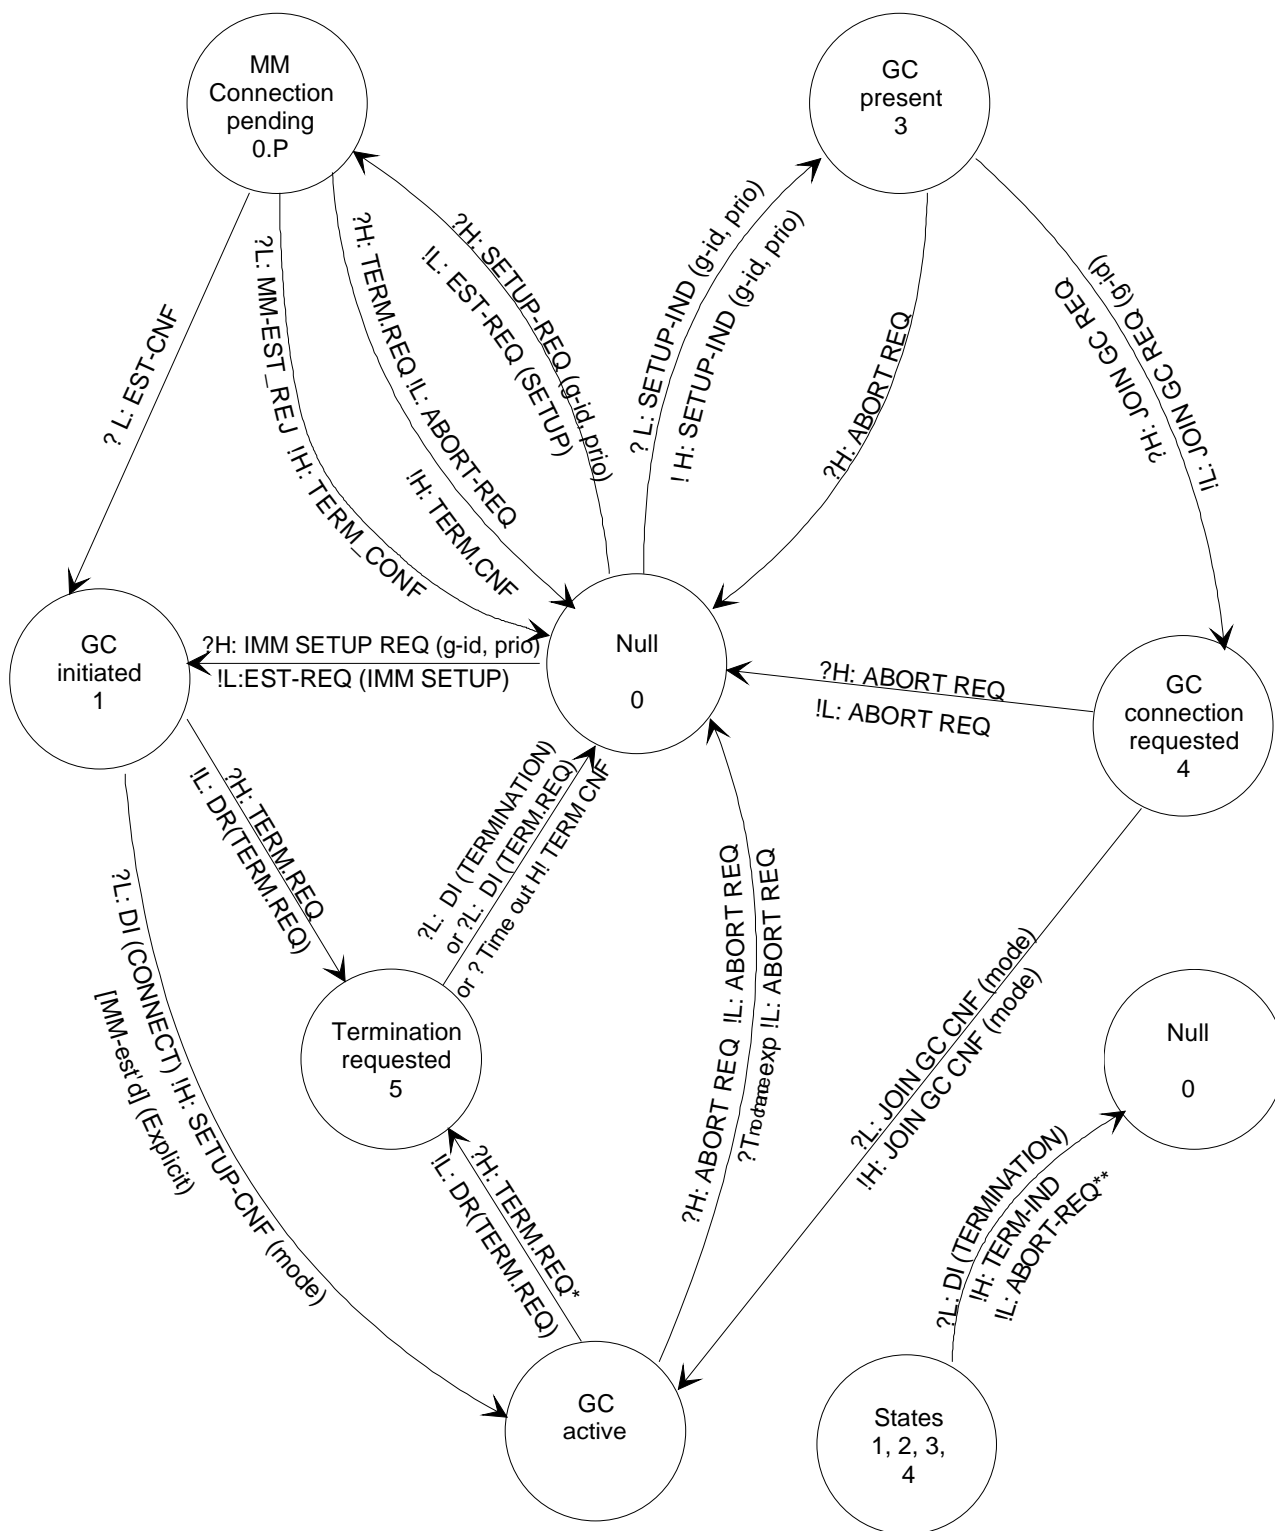 MM
Connection
pending
0.P
GC
present
3
?H: SETUP-REQ (g-id, prio)
!L: EST-REQ (SETUP)
?H: TERM.REQ !L: ABORT-REQ
!H: TERM.CNF
?L: MM-EST_REJ !H: TERM_CONF
? L: EST-CNF
? L: SETUP-IND (g-id, prio)
! H: SETUP-IND (g-id, prio)
?H: ABORT REQ
!L: JOIN GC REQ (g-id)
?H: JOIN GC REQ
GC
initiated
1
?H: IMM SETUP REQ (g-id, prio)
!L:EST-REQ (IMM SETUP)
Null
0
?H: ABORT REQ
!L: ABORT REQ
GC
connection
requested
4
?H: TERM.REQ
!L: DR(TERM.REQ)
?L: DI (TERMINATION)
or ?L: DI (TERM.REQ)
or ? Time out H! TERM CNF
?L: DI (CONNECT) !H: SETUP-CNF (mode)
[MM-est'd] (Explicit)
Termination
requested
5
?H: ABORT REQ !L: ABORT REQ
exp !L: ABORT REQ
?L: JOIN GC CNF (mode)
!H: JOIN GC CNF (mode)
Null
0
?H: TERM.REQ*
!L: DR(TERM.REQ)
?L: DI (TERMINATION)
!H: TERM-IND
!L: ABORT-REQ**
GC
active
States
1, 2, 3,
4